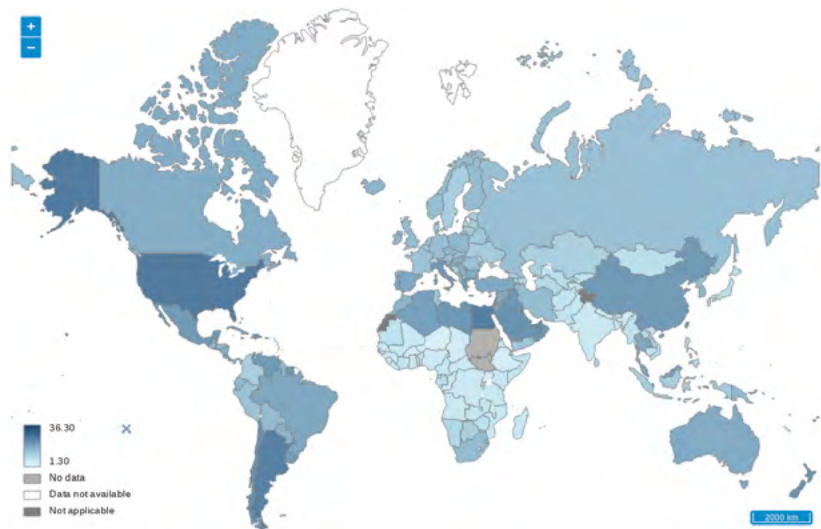 +
−
36.30
1.30
No data
Data not available
Not applicable
2000 km